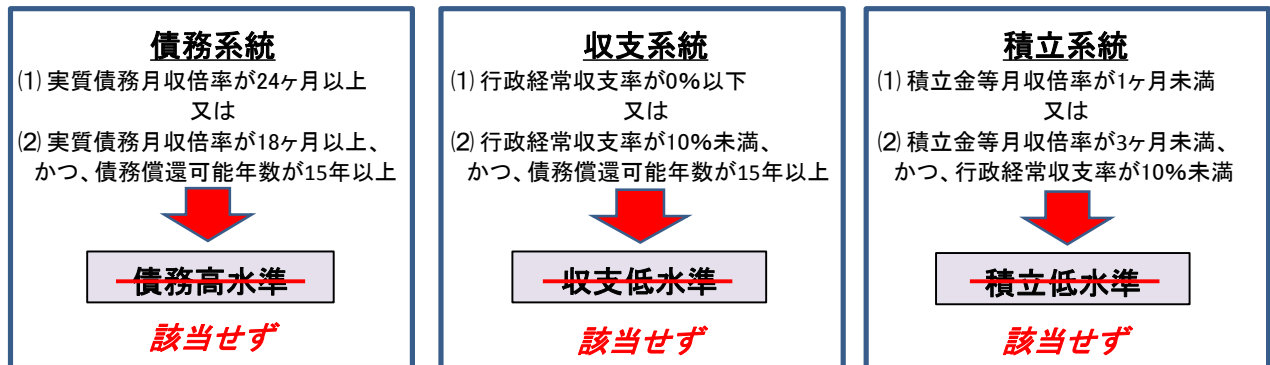 債務系統
⑴ 実質債務月収倍率が24ヶ月以上
又は
⑵ 実質債務月収倍率が18ヶ月以上、
かつ、債務償還可能年数が15年以上
債務高水準
該当せず
収支系統
⑴ 行政経常収支率が0%以下
又は
⑵ 行政経常収支率が10%未満、
かつ、債務償還可能年数が15年以上
収支低水準
該当せず
積立系統
⑴ 積立金等月収倍率が1ヶ月未満
又は
⑵ 積立金等月収倍率が3ヶ月未満、
かつ、行政経常収支率が10%未満
積立低水準
該当せず